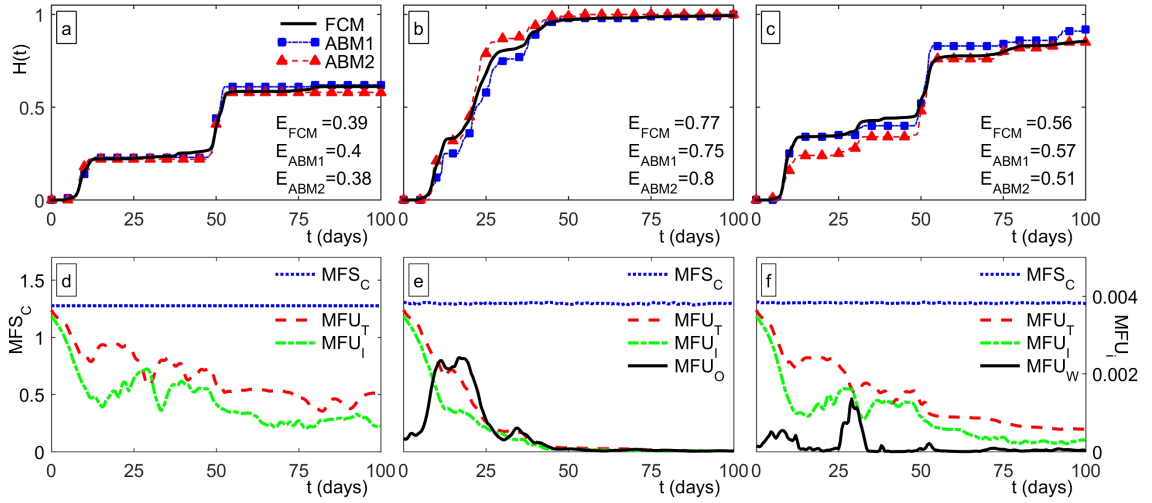 a
FCM
ABM1
ABM2
E_FCM=0.39
E_ABM1=0.4
E_ABM2=0.38
H(t)
1
0.5
0
0 25 50 75 100
t (days)
b
E_FCM=0.77
E_ABM1=0.75
E_ABM2=0.8
0 25 50 75 100
t (days)
c
E_FCM=0.56
E_ABM1=0.57
E_ABM2=0.51
0 25 50 75 100
t (days)
d
MFS_C
MFU_T
MFU_I
MFS_C
1.5
1
0.5
0
0 25 50 75 100
t (days)
e
MFS_C
MFU_T
MFU_I
MFU_O
0 25 50 75 100
t (days)
f
MFS_C
MFU_T
MFU_I
MFU_W
0 25 50 75 100
t (days)
0.004
0.002
0
MFU_i